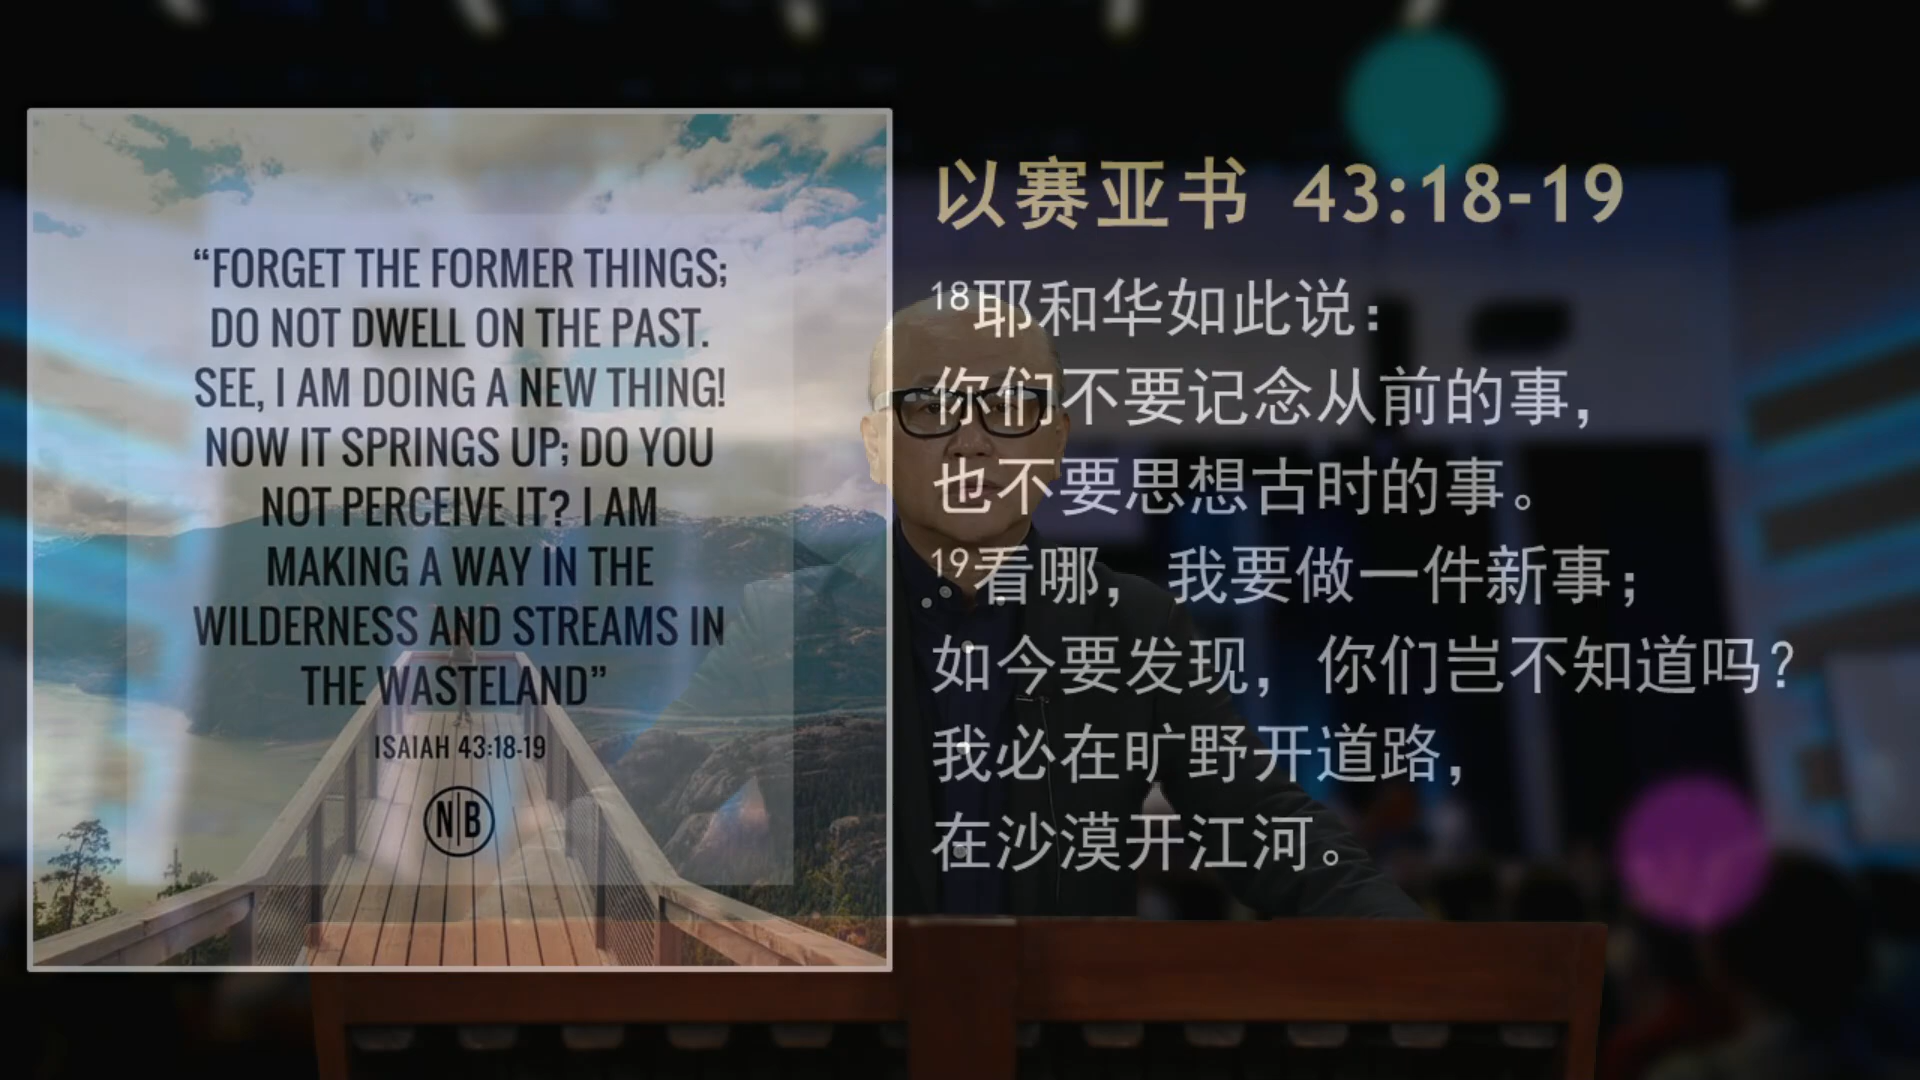 “FORGET THE FORMER THINGS;
DO NOT DWELL ON THE PAST.
SEE, I AM DOING A NEW THING!
NOW IT SPRINGS UP; DO YOU
NOT PERCEIVE IT? I AM
MAKING A WAY IN THE
WILDERNESS AND STREAMS IN
THE WASTELAND”
ISAIAH 43:18-19
N|B
以赛亚书 43:18-19
18耶和华如此说：
你们不要记念从前的事，
也不要思想古时的事。
19看哪，我要做一件新事；
如今要发现，你们岂不知道吗？
我必在旷野开道路，
在沙漠开江河。